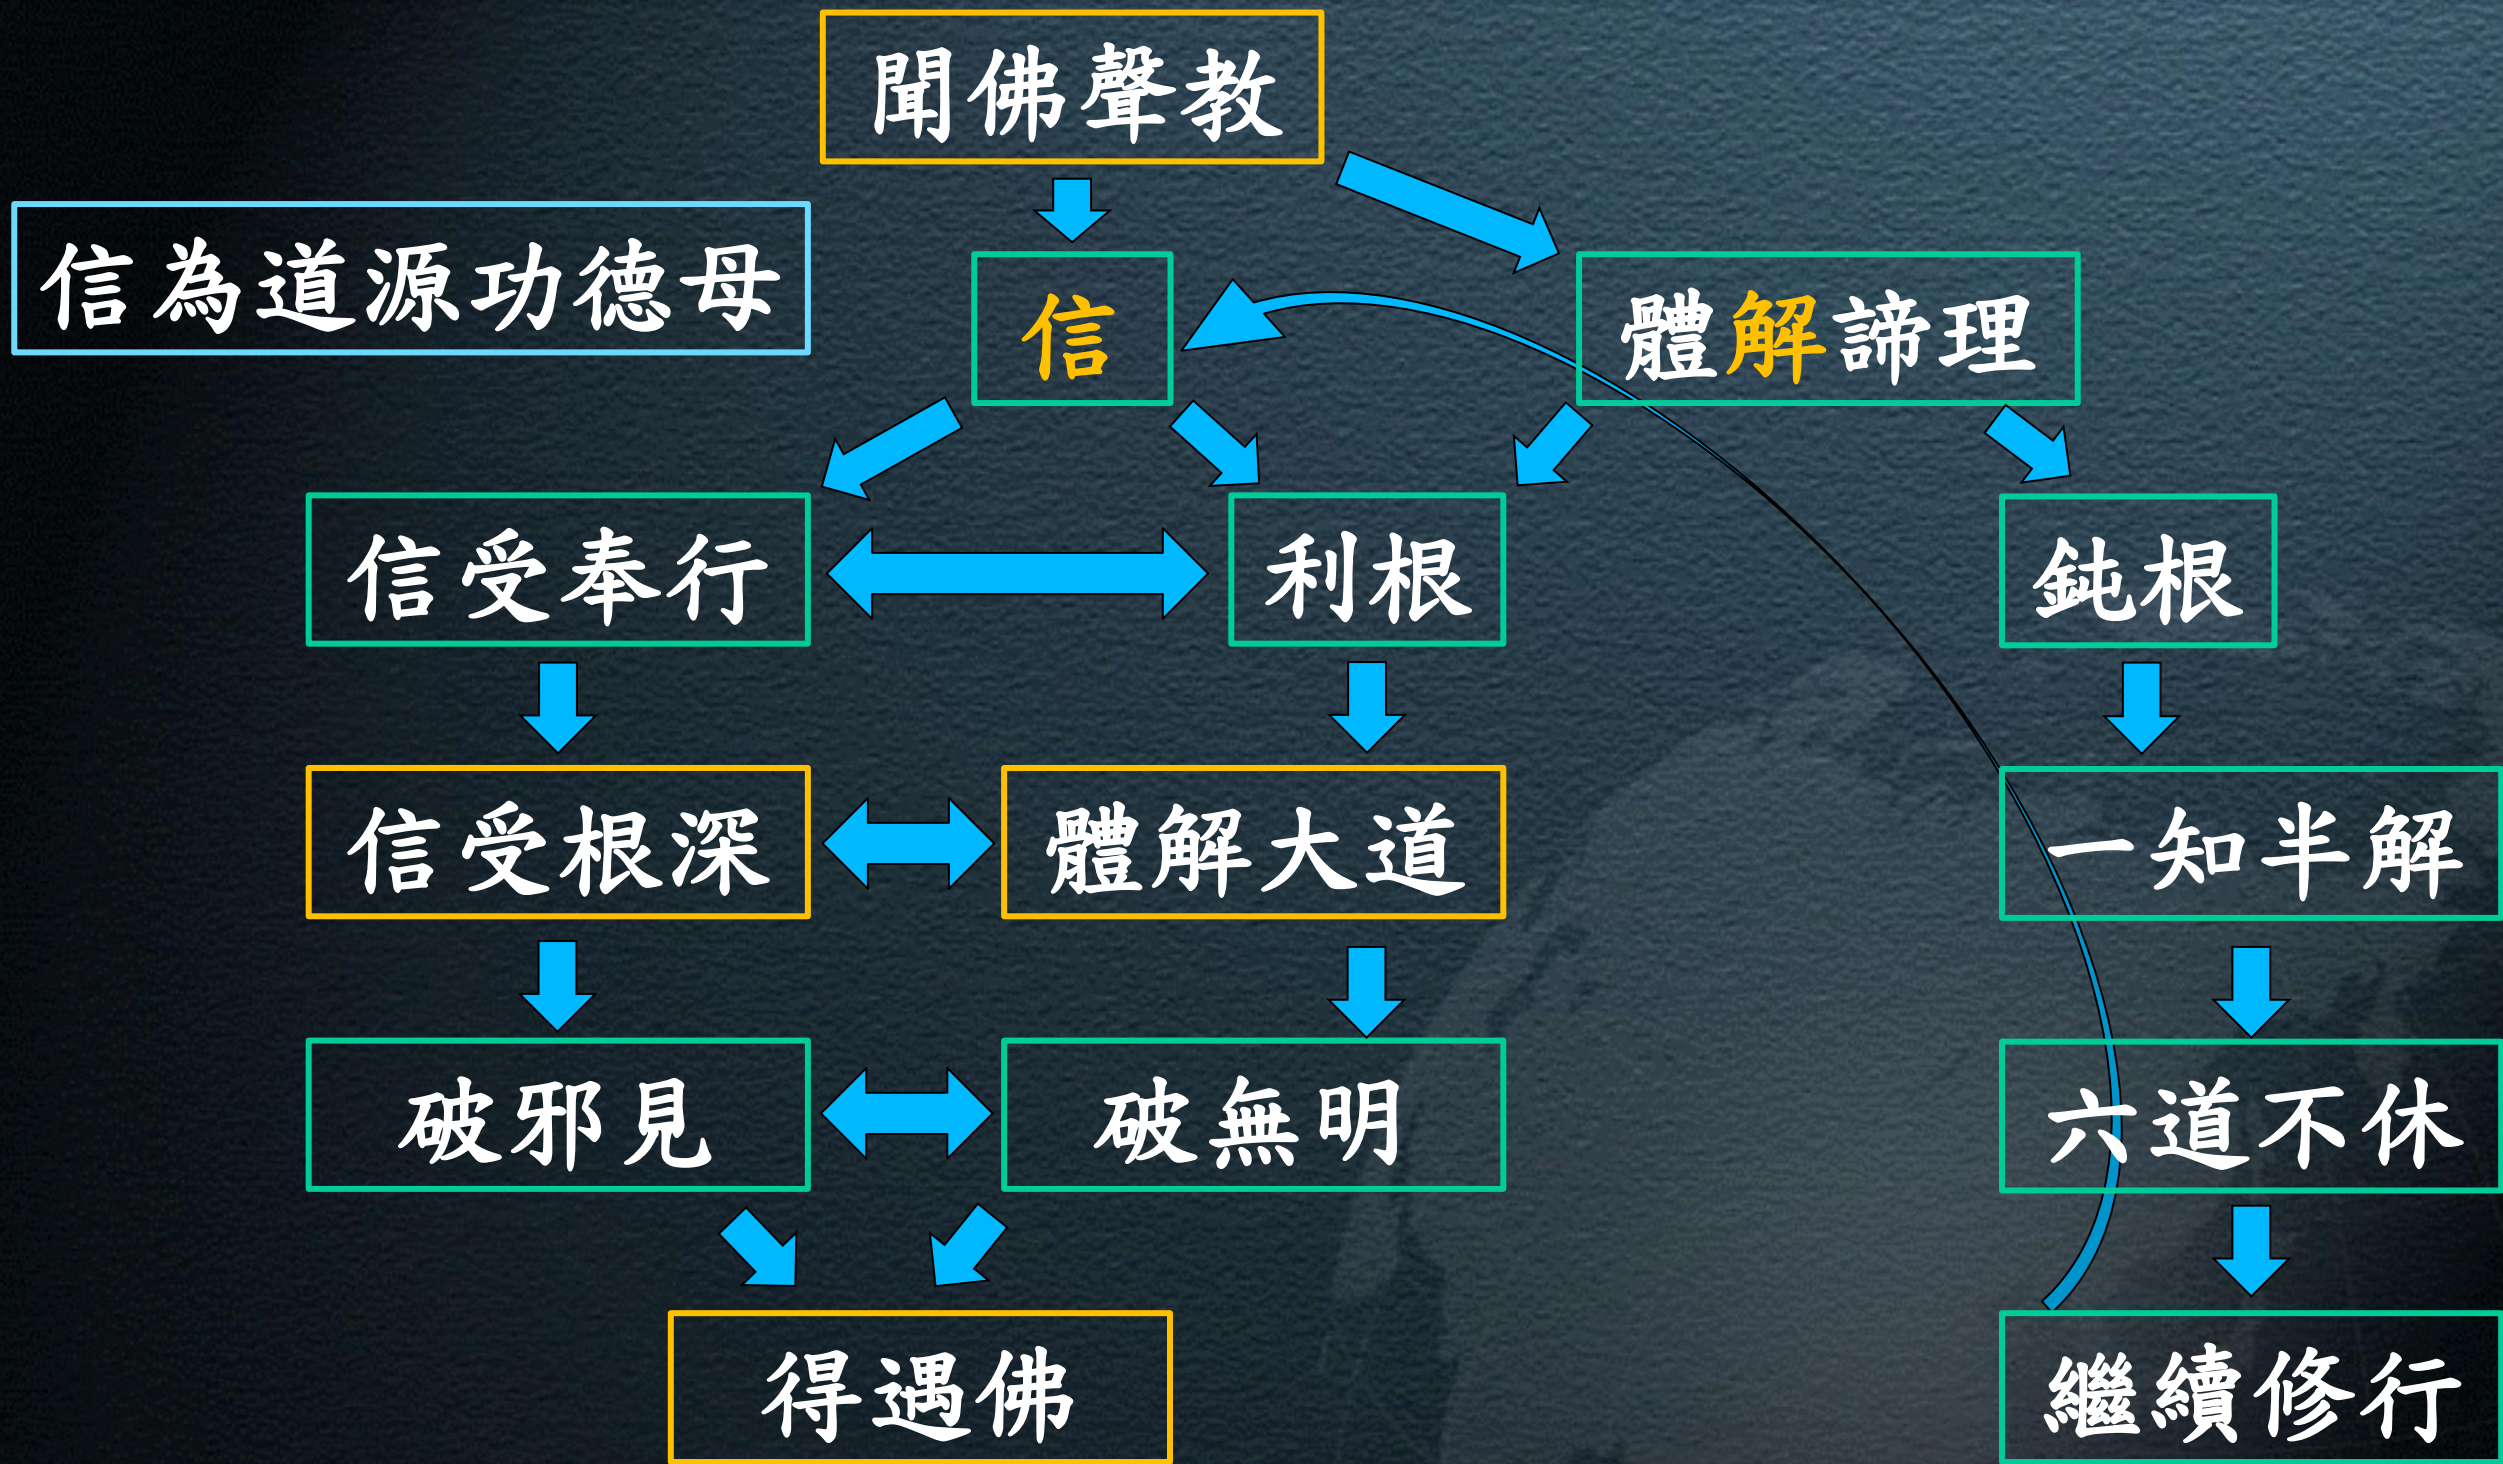 聞佛聲教
信為道源功德母
信
體解諦理
信受奉行
利根
鈍根
信受根深
體解大道
一知半解
破邪見
破無明
六道不休
得遇佛
繼續修行